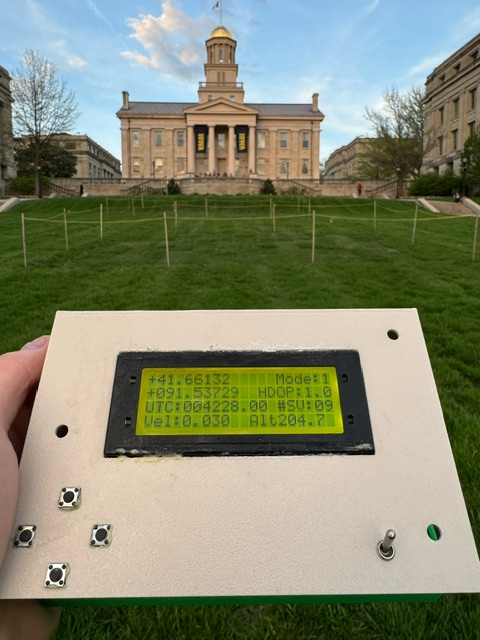 +41.66132 Mode:1
+091.53729 HDOP:1.0
UTC:004228.00 #SV:09
Vel:0.030 Alt204.7